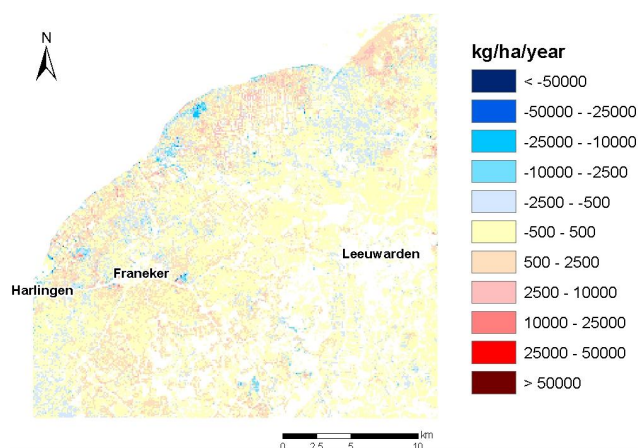 N
kg/ha/year
< -50000
-50000 - -25000
-25000 - -10000
-10000 - -2500
-2500 - -500
-500 - 500
500 - 2500
2500 - 10000
10000 - 25000
25000 - 50000
> 50000
Leeuwarden
Franeker
Harlingen
km
0 2.5 5 10